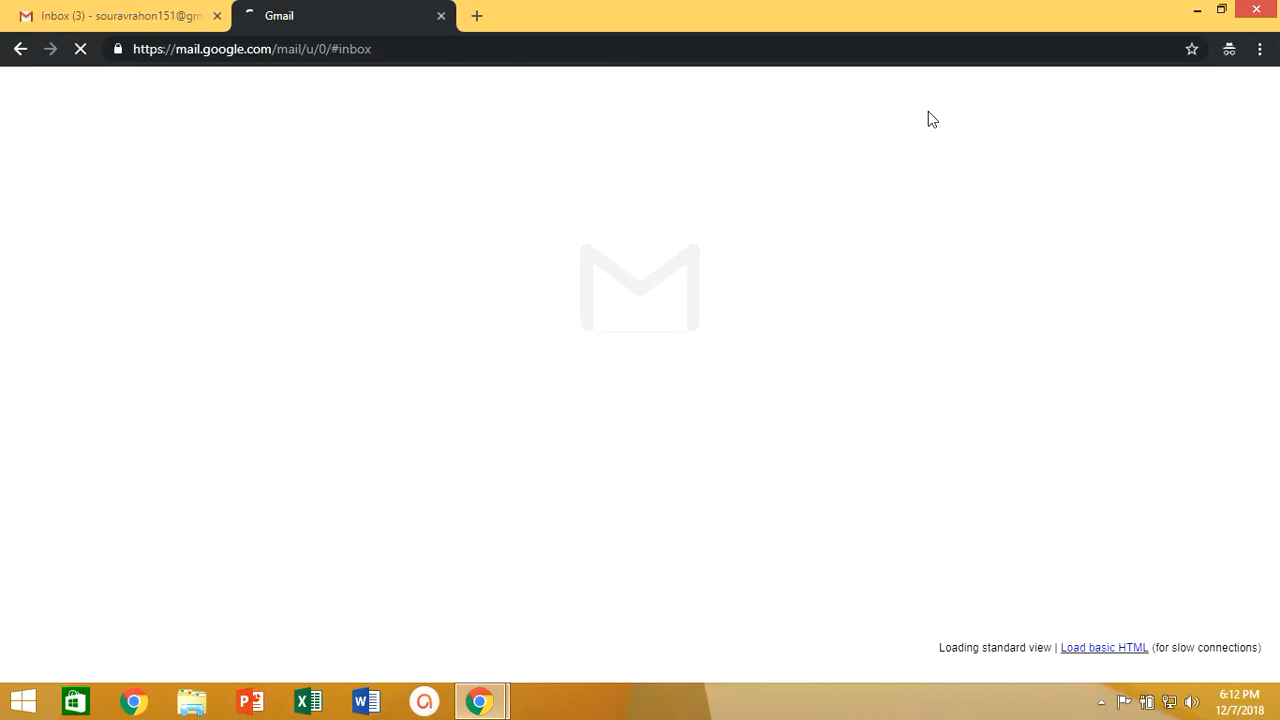 Inbox (3) - souravrahon151@gm
Gmail
https://mail.google.com/mail/u/0/#inbox
Loading standard view | Load basic HTML (for slow connections)
6:12 PM
12/7/2018